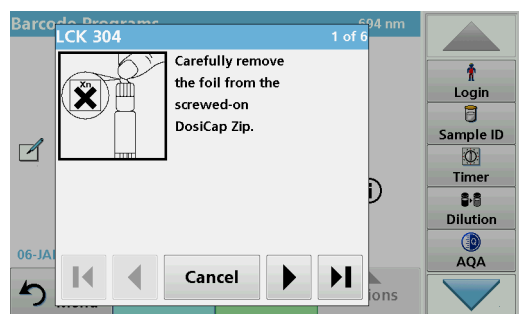 Barcode Programs
694 nm
LCK 304
1 of 6
Xn
Carefully remove
the foil from the
screwed-on
DosiCap Zip.
Login
Sample ID
Timer
Dilution
AQA
06-JA
Cancel
Menu
ions